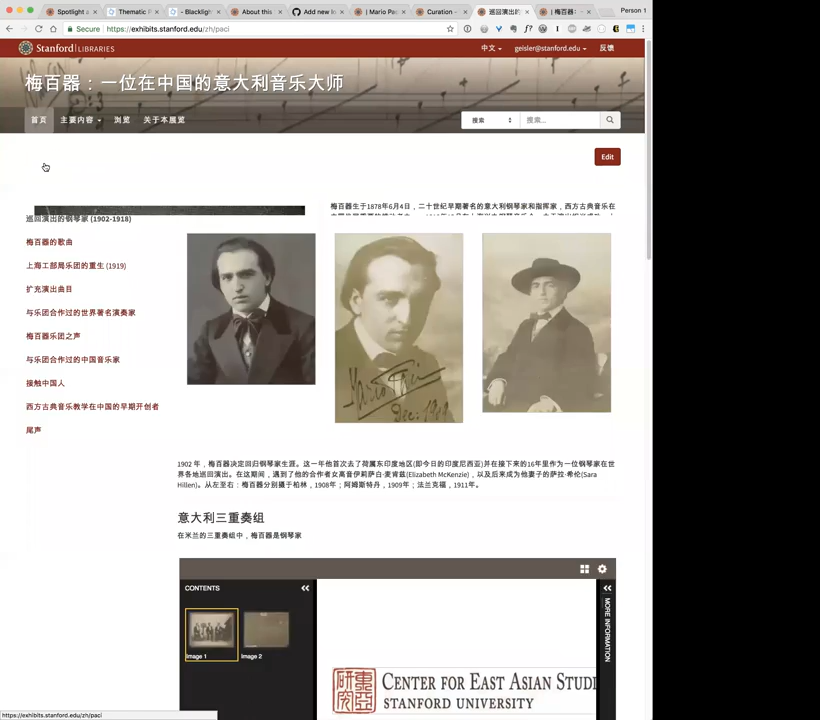 Spotlight a
Thematic F
- Blacklight
About this
Add new in
| Mario Pac
Curation -
巡回演出的
| 梅百器:
Person 1
Secure
https://exhibits.stanford.edu/zh/paci
Stanford LIBRARIES
中文
geisler@stanford.edu
反馈
梅百器：一位在中国的意大利音乐大师
首页
主要内容
浏览
关于本展览
搜索
搜索...
Edit
梅百器生于1878年6月4日，二十世纪早期著名的意大利钢琴家和指挥家，西方古典音乐在
巡回演出的钢琴家 (1902-1918)
梅百器的歌曲
上海工部局乐团的重生 (1919)
扩充演出曲目
与乐团合作过的世界著名演奏家
梅百器乐团之声
与乐团合作过的中国音乐家
接触中国人
西方古典音乐教学在中国的早期开创者
尾声
Mario Paci
Dec:
1902 年，梅百器决定回归钢琴家生涯。这一年他首次去了荷属东印度地区(即今日的印度尼西亚)并在接下来的16年里作为一位钢琴家在世
界各地巡回演出。在这期间，遇到了他的合作者女高音伊莉萨白·麦肯兹(Elizabeth McKenzie)，以及后来成为他妻子的萨拉·希伦(Sara
Hillen)。从左至右：梅百器分别摄于柏林，1908年；阿姆斯特丹，1909年；法兰克福，1911年。
意大利三重奏组
在米兰的三重奏组中，梅百器是钢琴家
CONTENTS
Image 1
Image 2
MORE INFORMATION
CENTER FOR EAST ASIAN STUDI
STANFORD UNIVERSITY
https://exhibits.stanford.edu/zh/paci